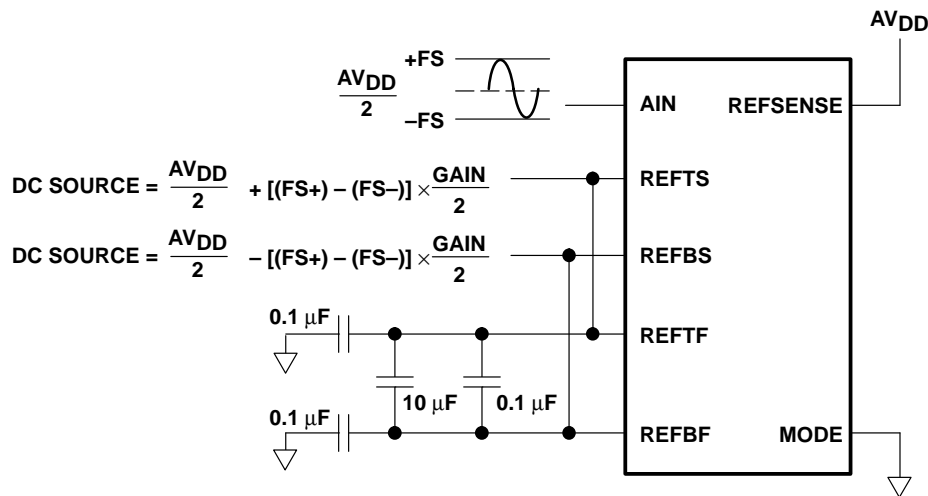 AVDD
+FS
AVDD
2
–FS
AIN
REFSENSE
DC SOURCE = AVDD/2 + [(FS+) – (FS–)] × GAIN/2
REFTS
DC SOURCE = AVDD/2 – [(FS+) – (FS–)] × GAIN/2
REFBS
0.1 µF
REFTF
10 µF
0.1 µF
0.1 µF
REFBF
MODE